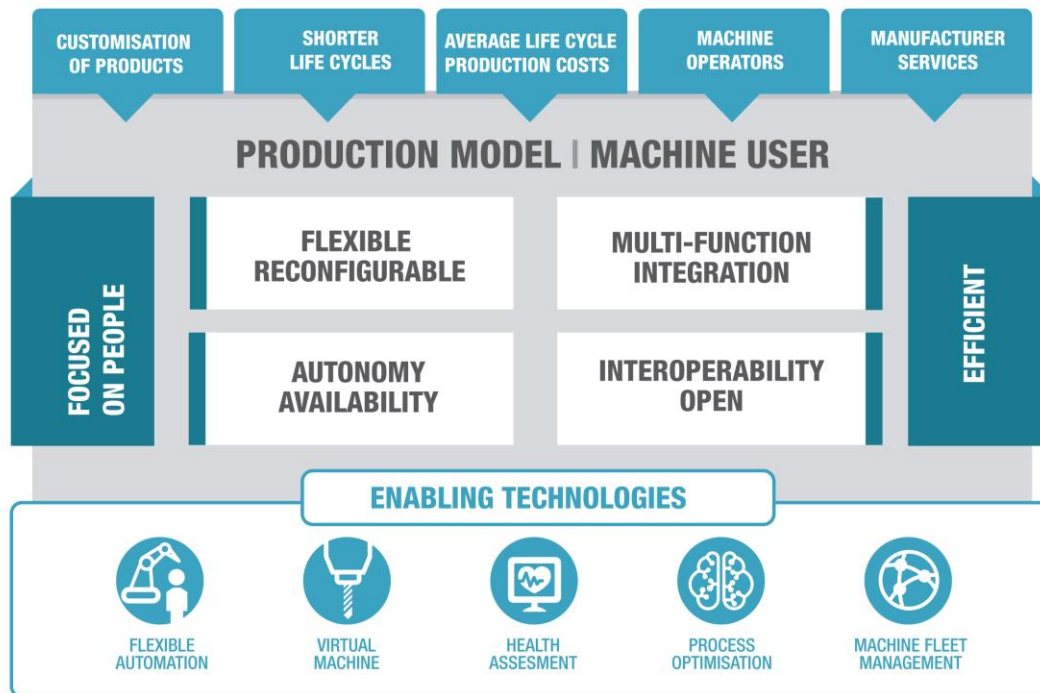 CUSTOMISATION
OF PRODUCTS
SHORTER
LIFE CYCLES
AVERAGE LIFE CYCLE
PRODUCTION COSTS
MACHINE
OPERATORS
MANUFACTURER
SERVICES
PRODUCTION MODEL | MACHINE USER
FOCUSED
ON PEOPLE
FLEXIBLE
RECONFIGURABLE
MULTI-FUNCTION
INTEGRATION
AUTONOMY
AVAILABILITY
INTEROPERABILITY
OPEN
EFFICIENT
ENABLING TECHNOLOGIES
FLEXIBLE
AUTOMATION
VIRTUAL
MACHINE
HEALTH
ASSESMENT
PROCESS
OPTIMISATION
MACHINE FLEET
MANAGEMENT